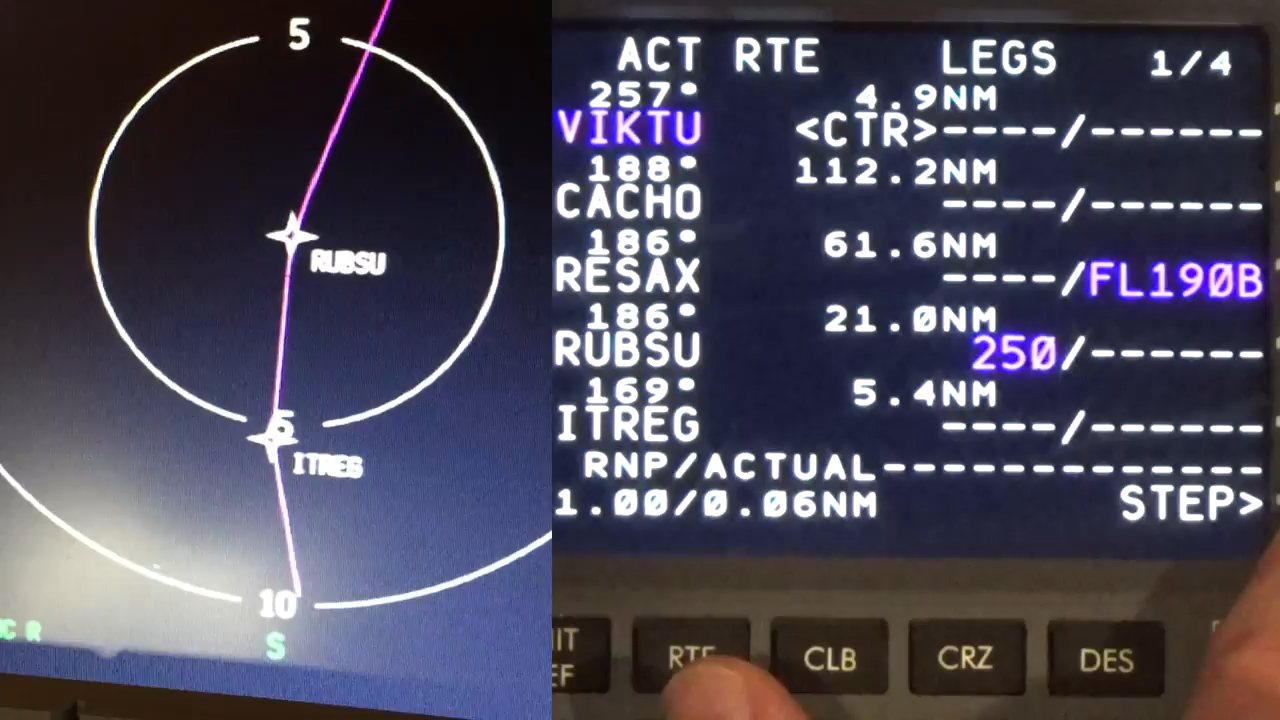 5
RUBSU
5
ITREG
10
S
C R
ACT RTE LEGS 1/4
257° 4.9NM
VIKTU <CTR>----/------
188° 112.2NM
CACHO ----/------
186° 61.6NM
RESAX ----/FL190B
186° 21.0NM
RUBSU 250/------
169° 5.4NM
ITREG ----/------
RNP/ACTUAL-------------
1.00/0.06NM STEP>
RTE CLB CRZ DES